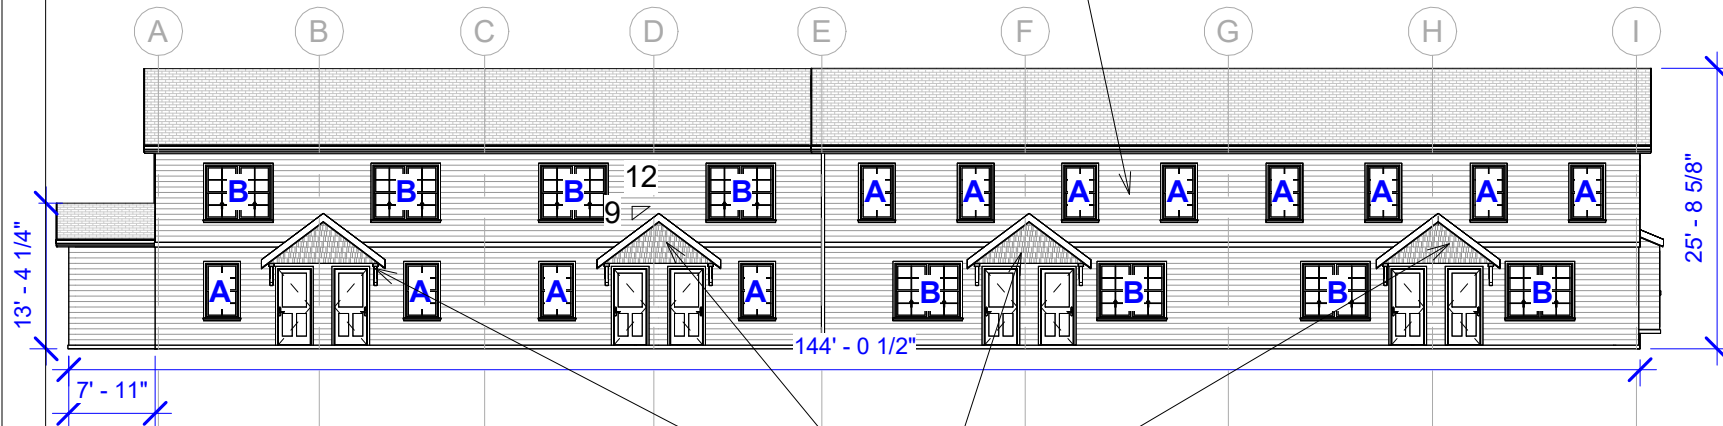 A B C D E F G H I
B B B 12 B A A A A A A A A
9
25' - 8 5/8"
13' - 4 1/4"
A A A A B B B B
144' - 0 1/2"
7' - 11"